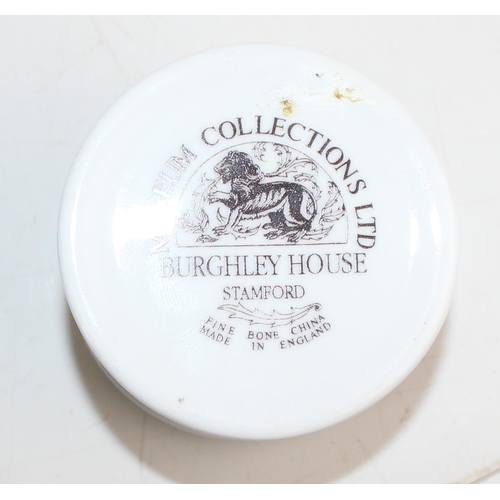 COLLECTIONS LTD
BURGHLEY HOUSE
STAMFORD
FINE BONE CHINA
MADE IN ENGLAND